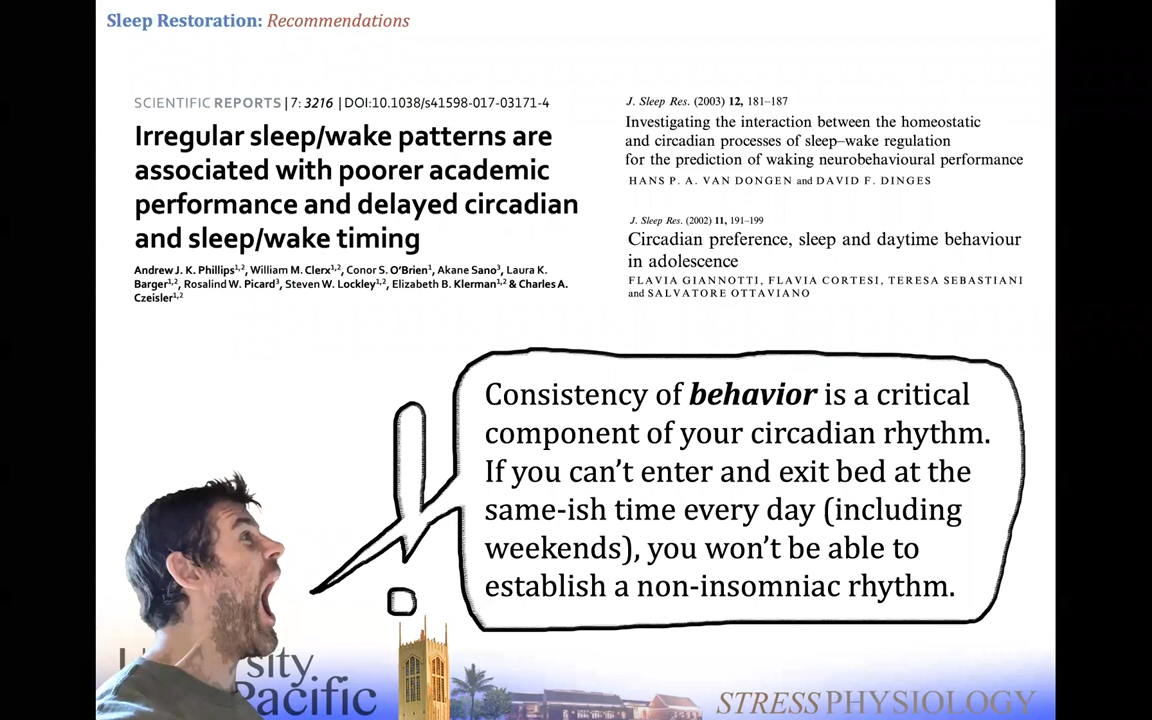 Sleep Restoration: Recommendations
SCIENTIFIC REPORTS | 7: 3216 | DOI:10.1038/s41598-017-03171-4
Irregular sleep/wake patterns are
associated with poorer academic
performance and delayed circadian
and sleep/wake timing
Andrew J. K. Phillips1,2, William M. Clerx1,2, Conor S. O'Brien1, Akane Sano3, Laura K.
Barger1,2, Rosalind W. Picard3, Steven W. Lockley1,2, Elizabeth B. Klerman1,2 & Charles A.
Czeisler1,2
J. Sleep Res. (2003) 12, 181–187
Investigating the interaction between the homeostatic
and circadian processes of sleep–wake regulation
for the prediction of waking neurobehavioural performance
HANS P. A. VAN DONGEN and DAVID F. DINGES
J. Sleep Res. (2002) 11, 191–199
Circadian preference, sleep and daytime behaviour
in adolescence
FLAVIA GIANNOTTI, FLAVIA CORTESI, TERESA SEBASTIANI
and SALVATORE OTTAVIANO
Consistency of behavior is a critical
component of your circadian rhythm.
If you can't enter and exit bed at the
same-ish time every day (including
weekends), you won't be able to
establish a non-insomniac rhythm.
Pacific
STRESS PHYSIOLOGY